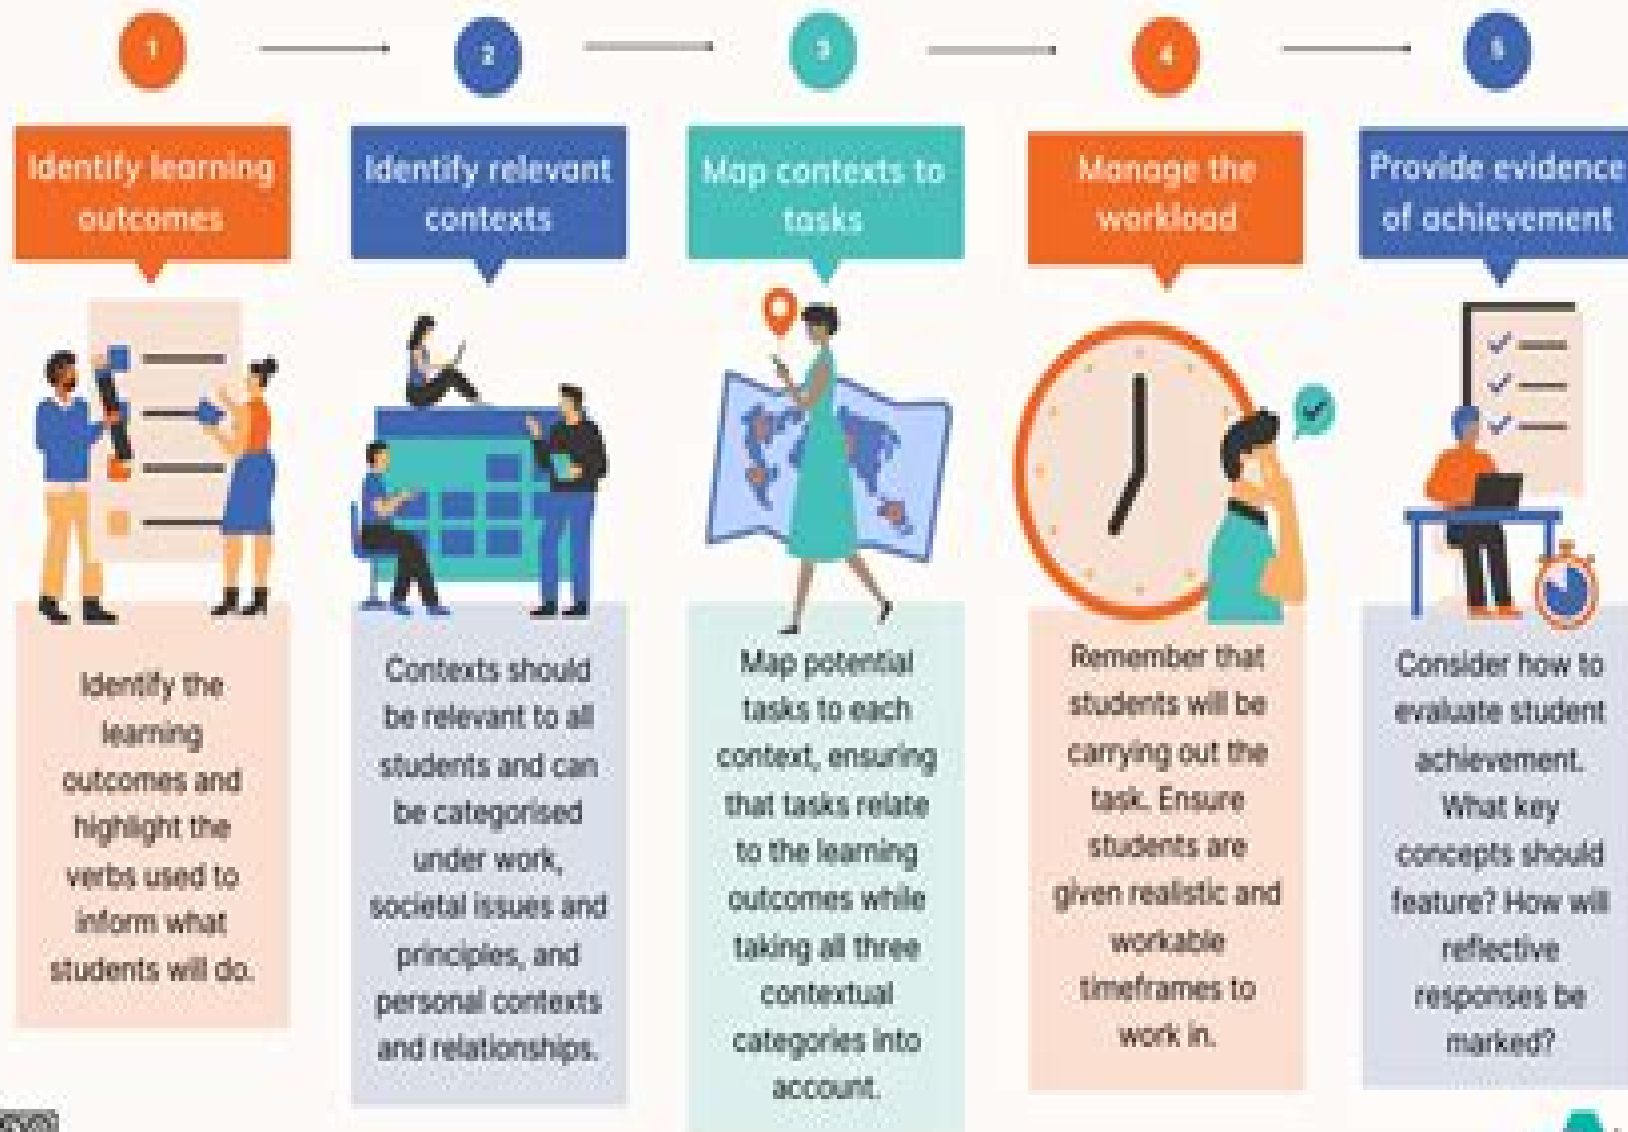 1
2
3
4
5
Identify learning
outcomes
Identify relevant
contexts
Map contexts to
tasks
Manage the
workload
Provide evidence
of achievement
Identify the
learning
outcomes and
highlight the
verbs used to
inform what
students will do.
Contexts should
be relevant to all
students and can
be categorised
under work,
societal issues and
principles, and
personal contexts
and relationships.
Map potential
tasks to each
context, ensuring
that tasks relate
to the learning
outcomes while
taking all three
contextual
categories into
account.
Remember that
students will be
carrying out the
task. Ensure
students are
given realistic and
workable
timeframes to
work in.
Consider how to
evaluate student
achievement.
What key
concepts should
feature? How will
reflective
responses be
marked?